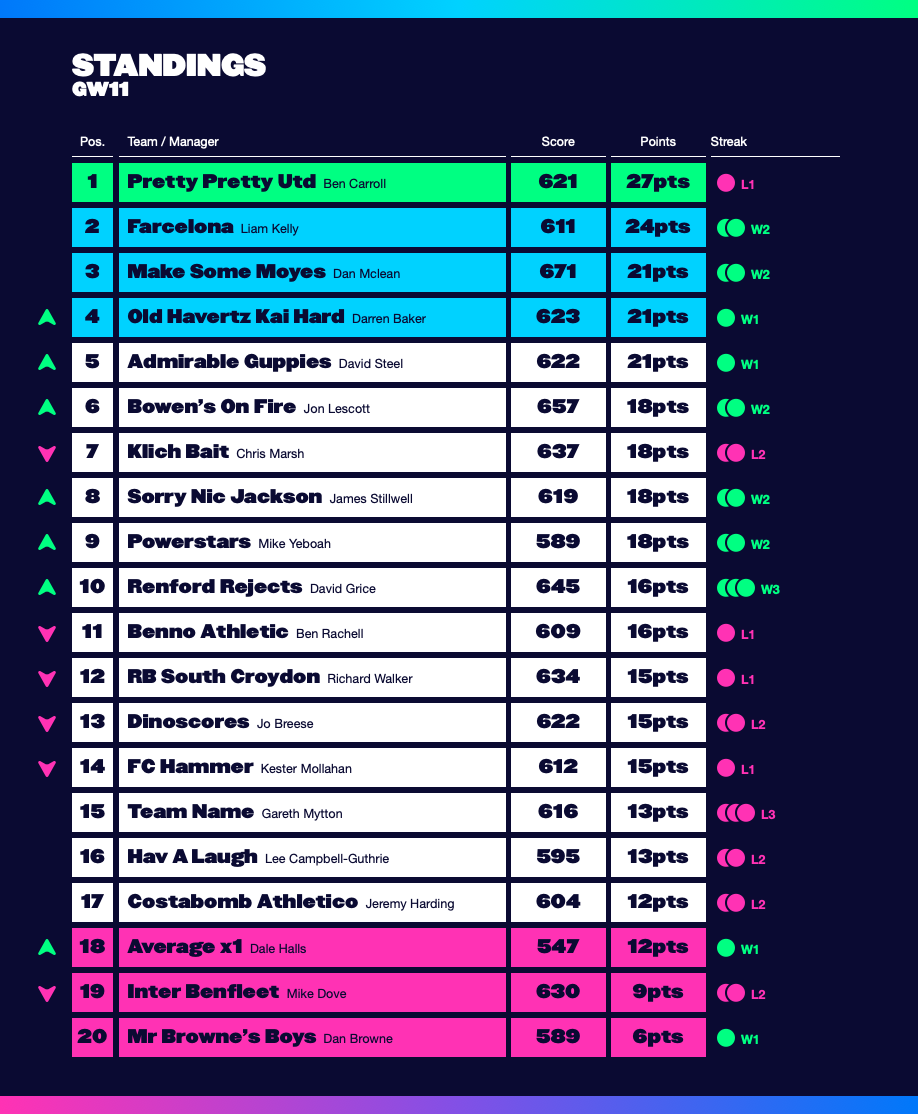 STANDINGS
GW11
Pos. Team / Manager Score Points Streak
1 Pretty Pretty Utd Ben Carroll 621 27pts L1
2 Farcelona Liam Kelly 611 24pts W2
3 Make Some Moyes Dan Mclean 671 21pts W2
4 Old Havertz Kai Hard Darren Baker 623 21pts W1
5 Admirable Guppies David Steel 622 21pts W1
6 Bowen’s On Fire Jon Lescott 657 18pts W2
7 Klich Bait Chris Marsh 637 18pts L2
8 Sorry Nic Jackson James Stillwell 619 18pts W2
9 Powerstars Mike Yeboah 589 18pts W2
10 Renford Rejects David Grice 645 16pts W3
11 Benno Athletic Ben Rachell 609 16pts L1
12 RB South Croydon Richard Walker 634 15pts L1
13 Dinoscores Jo Breese 622 15pts L2
14 FC Hammer Kester Mollahan 612 15pts L1
15 Team Name Gareth Mytton 616 13pts L3
16 Hav A Laugh Lee Campbell-Guthrie 595 13pts L2
17 Costabomb Athletico Jeremy Harding 604 12pts L2
18 Average x1 Dale Halls 547 12pts W1
19 Inter Benfleet Mike Dove 630 9pts L2
20 Mr Browne’s Boys Dan Browne 589 6pts W1